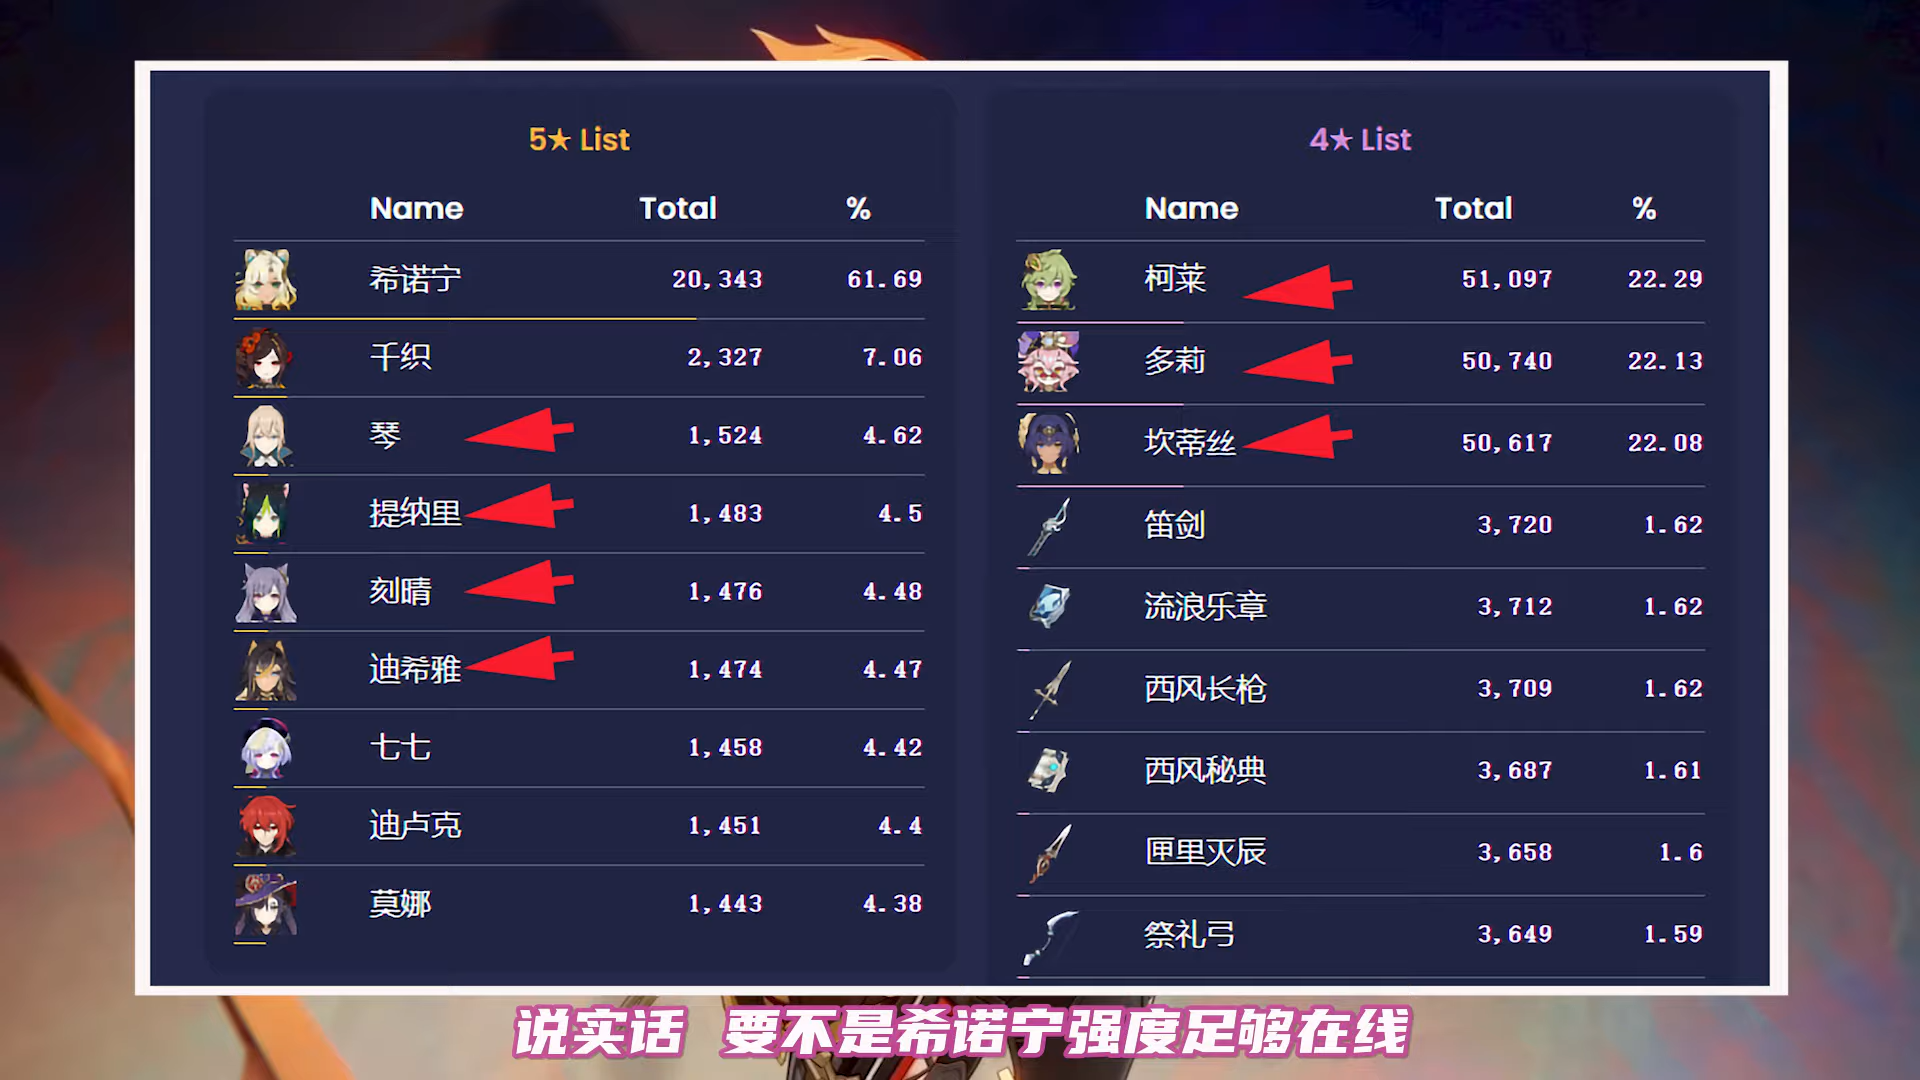 5★ List
Name Total %
希诺宁 20,343 61.69
千织 2,327 7.06
琴 1,524 4.62
提纳里 1,483 4.5
刻晴 1,476 4.48
迪希雅 1,474 4.47
七七 1,458 4.42
迪卢克 1,451 4.4
莫娜 1,443 4.38
4★ List
Name Total %
柯莱 51,097 22.29
多莉 50,740 22.13
坎蒂丝 50,617 22.08
笛剑 3,720 1.62
流浪乐章 3,712 1.62
西风长枪 3,709 1.62
西风秘典 3,687 1.61
匣里灭辰 3,658 1.6
祭礼弓 3,649 1.59
说实话 要不是希诺宁强度足够在线